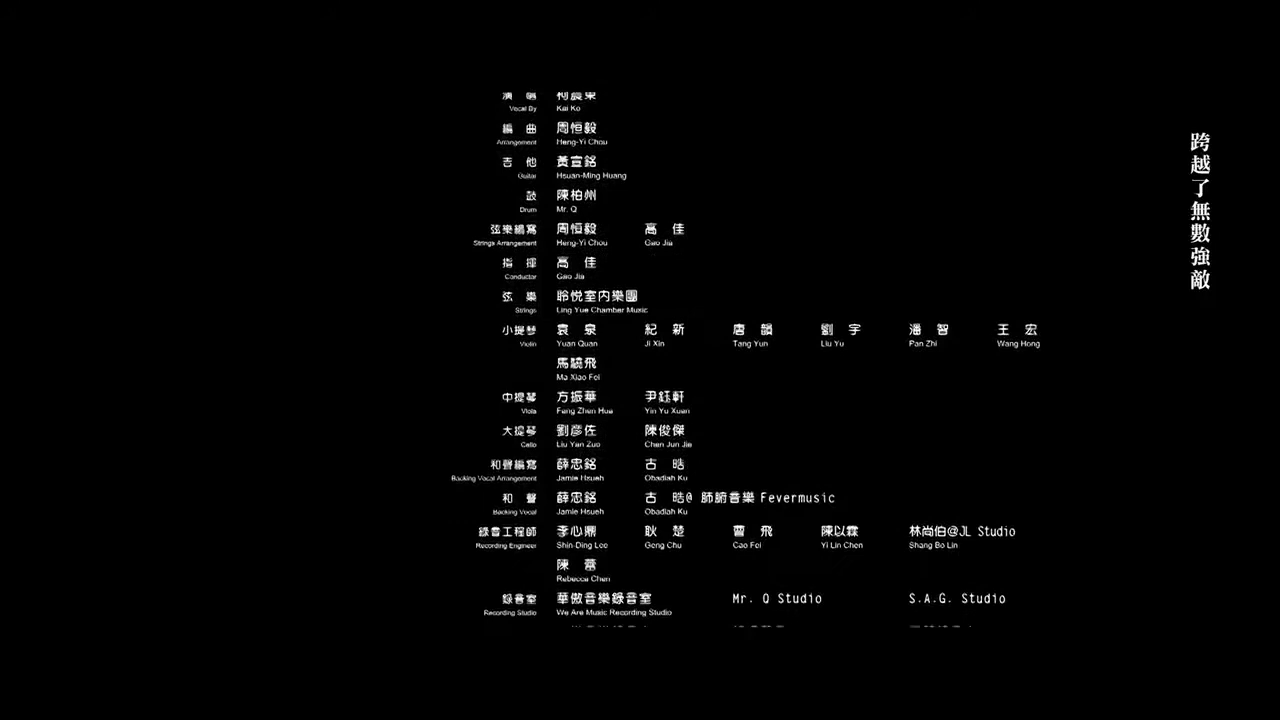 演 唱 柯震東
Vocal By Kai Ko
編 曲 周恒毅
Arrangement Heng-Yi Chou
吉 他 黃宣銘
Guitar Hsuan-Ming Huang
鼓 陳柏州
Drum Mr. Q
弦樂編寫 周恒毅 高 佳
Strings Arrangement Heng-Yi Chou Gao Jia
指 揮 高 佳
Conductor Gao Jia
弦 樂 聆悅室內樂團
Strings Ling Yue Chamber Music
小提琴 袁 泉 紀 新 唐 韻 劉 宇 潘 智 王 宏
Violin Yuan Quan Ji Xin Tang Yun Liu Yu Pan Zhi Wang Hong
馬驍飛
Ma Xiao Fei
中提琴 方振華 尹鈺軒
Viola Fang Zhen Hua Yin Yu Xuan
大提琴 劉彥佐 陳俊傑
Cello Liu Yan Zuo Chen Jun Jie
和聲編寫 薛忠銘 古 晧
Backing Vocal Arrangement Jamie Hsueh Obadiah Ku
和 聲 薛忠銘 古 晧@ 師腑音樂 Fevermusic
Backing Vocal Jamie Hsueh Obadiah Ku
錄音工程師 季心鼎 耿 楚 曹 飛 陳以霖 林尚伯@JL Studio
Recording Engineer Shin-Ding Lee Geng Chu Cao Fei Yi Lin Chen Shang Bo Lin
陳
Rebecca Chen
錄音室 華傲音樂錄音室 Mr. Q Studio S.A.G. Studio
Recording Studio We Are Music Recording Studio
跨越了無數強敵